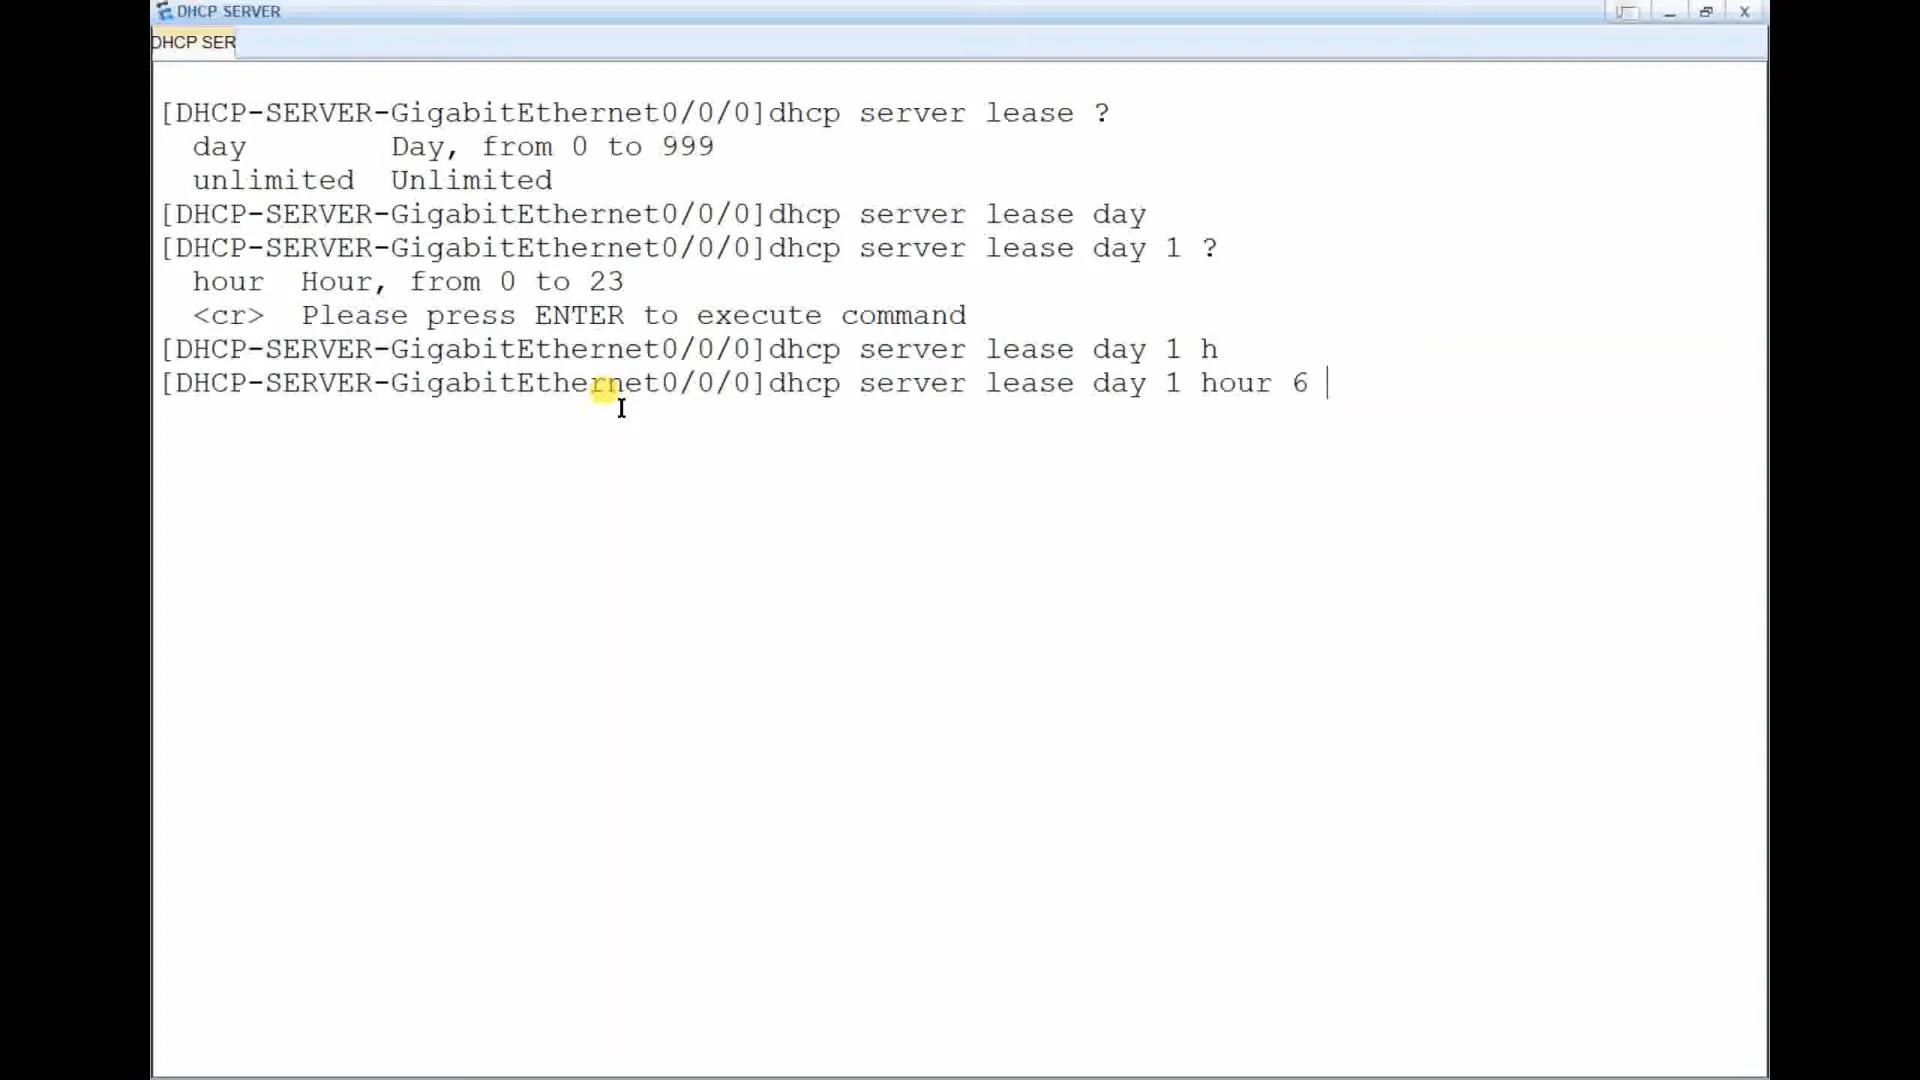 DHCP SERVER
DHCP SER
[DHCP-SERVER-GigabitEthernet0/0/0]dhcp server lease ?
day Day, from 0 to 999
unlimited Unlimited
[DHCP-SERVER-GigabitEthernet0/0/0]dhcp server lease day
[DHCP-SERVER-GigabitEthernet0/0/0]dhcp server lease day 1 ?
hour Hour, from 0 to 23
<cr> Please press ENTER to execute command
[DHCP-SERVER-GigabitEthernet0/0/0]dhcp server lease day 1 h
[DHCP-SERVER-GigabitEthernet0/0/0]dhcp server lease day 1 hour 6